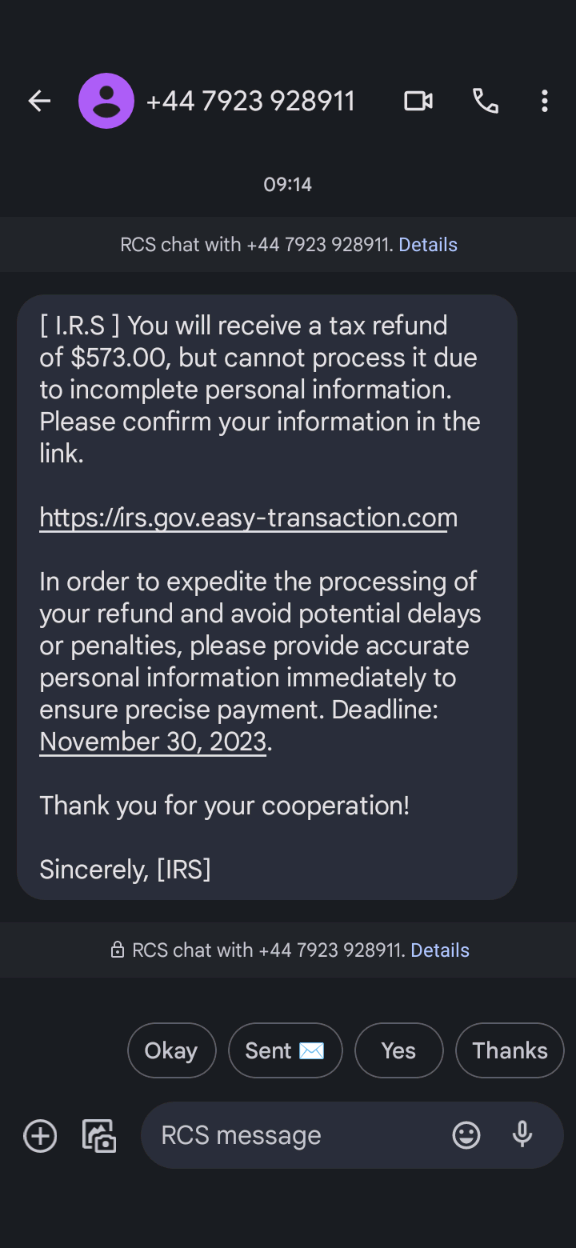 +44 7923 928911
09:14
RCS chat with +44 7923 928911. Details
[ I.R.S ] You will receive a tax refund
of $573.00, but cannot process it due
to incomplete personal information.
Please confirm your information in the
link.
https://irs.gov.easy-transaction.com
In order to expedite the processing of
your refund and avoid potential delays
or penalties, please provide accurate
personal information immediately to
ensure precise payment. Deadline:
November 30, 2023.
Thank you for your cooperation!
Sincerely, [IRS]
RCS chat with +44 7923 928911. Details
Okay
Sent ✉️
Yes
Thanks
RCS message